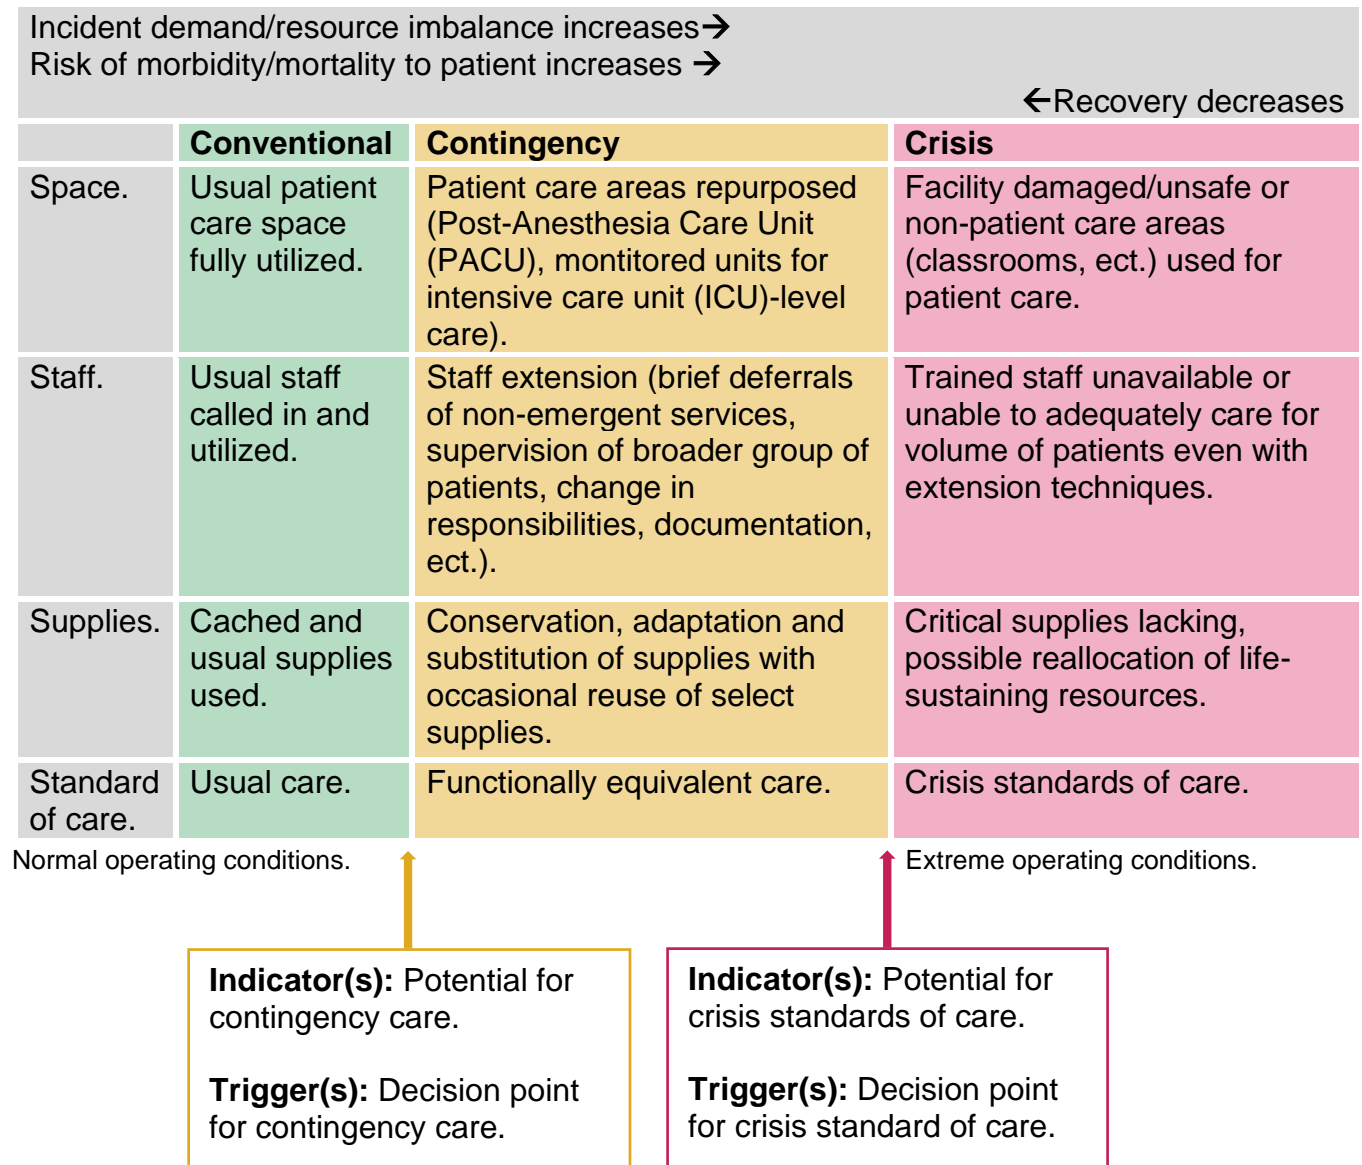 Incident demand/resource imbalance increases→
Risk of morbidity/mortality to patient increases →
←Recovery decreases
Conventional Contingency Crisis
Space.
Usual patient
care space
fully utilized.
Patient care areas repurposed
(Post-Anesthesia Care Unit
(PACU), montitored units for
intensive care unit (ICU)-level
care).
Facility damaged/unsafe or
non-patient care areas
(classrooms, ect.) used for
patient care.
Staff.
Usual staff
called in and
utilized.
Staff extension (brief deferrals
of non-emergent services,
supervision of broader group of
patients, change in
responsibilities, documentation,
ect.).
Trained staff unavailable or
unable to adequately care for
volume of patients even with
extension techniques.
Supplies.
Cached and
usual supplies
used.
Conservation, adaptation and
substitution of supplies with
occasional reuse of select
supplies.
Critical supplies lacking,
possible reallocation of life-
sustaining resources.
Standard
of care.
Usual care.
Functionally equivalent care.
Crisis standards of care.
Normal operating conditions.
Extreme operating conditions.
Indicator(s): Potential for
contingency care.
Trigger(s): Decision point
for contingency care.
Indicator(s): Potential for
crisis standards of care.
Trigger(s): Decision point
for crisis standard of care.